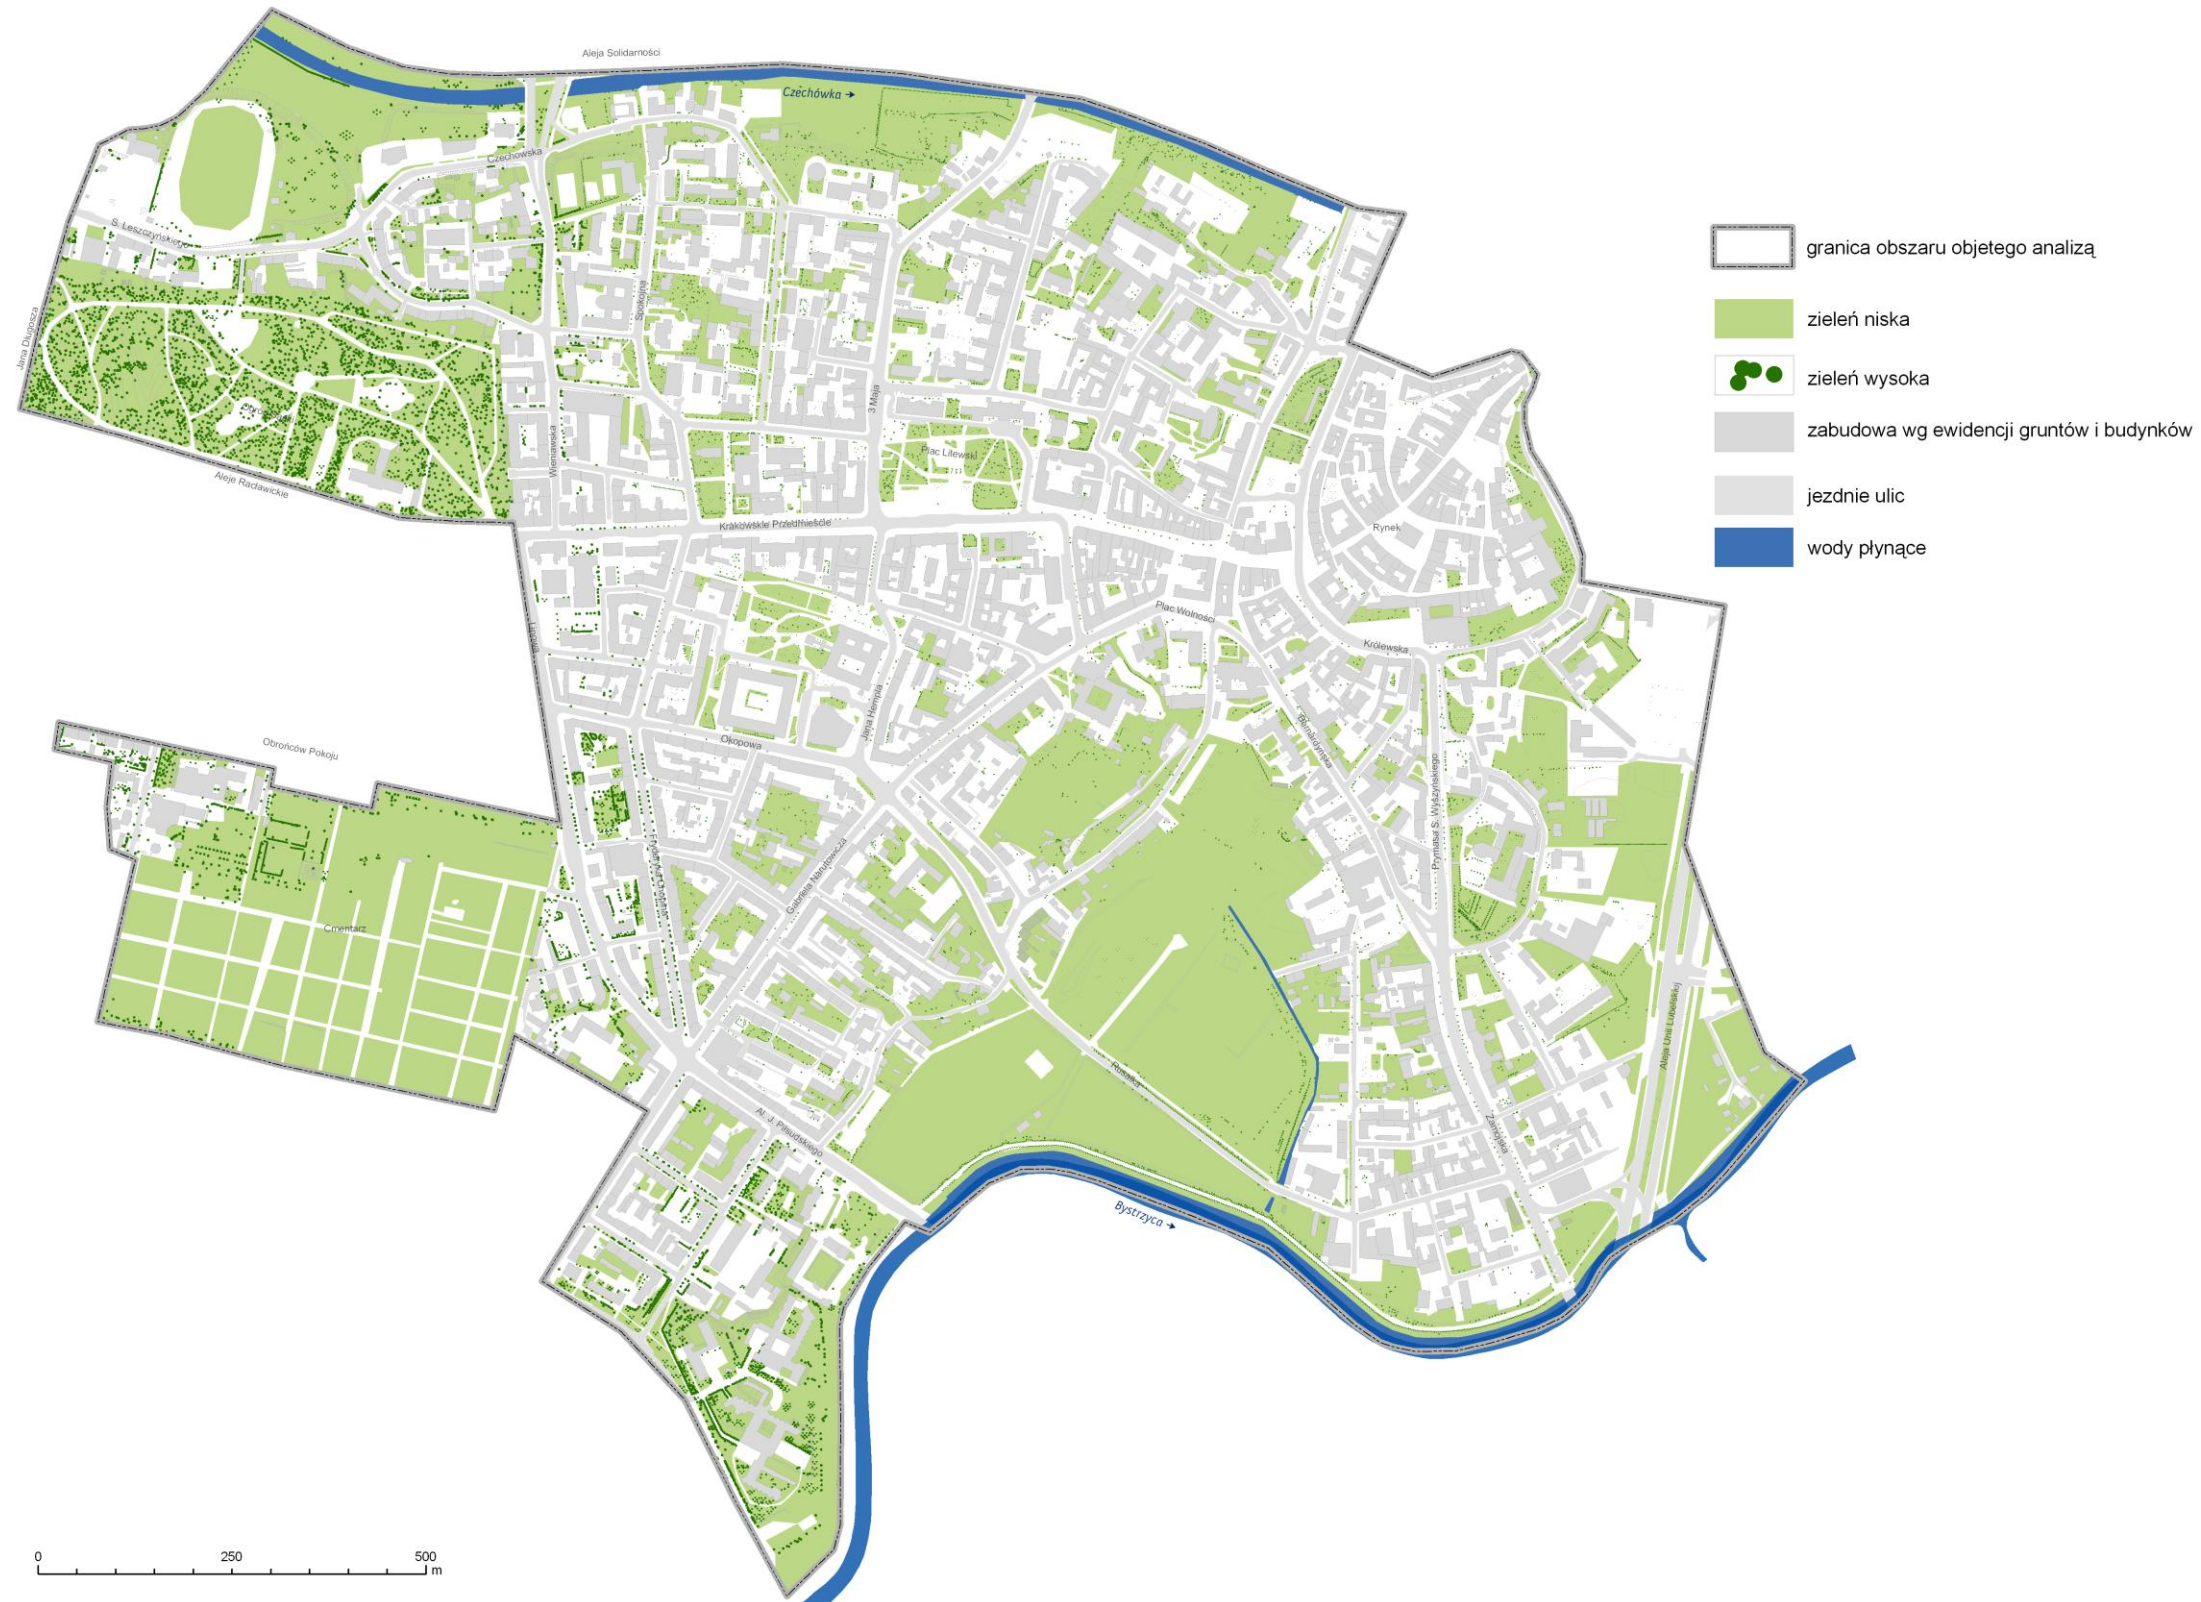 Aleja Solidarności
Czechówka →
Czechowska
S. Leszczyńskiego
granica obszaru objetego analizą
zieleń niska
zieleń wysoka
zabudowa wg ewidencji gruntów i budynków
jezdnie ulic
wody płynące
Jana Długosza
Spokojna
3 Maja
Plac Litewski
Wieniawska
Aleje Racławickie
Krakowskie Przedmieście
Rynek
Plac Wolności
Lipowa
Królewska
Jana Hempla
Bernardyńska
Okopowa
Obrońców Pokoju
Prymasa S. Wyszyńskiego
Gabriela Narutowicza
Fryderyka Chopina
Cmentarz
Aleja Unii Lubelskiej
Rusałka
Al. J. Piłsudskiego
Zamojska
Bystrzyca →
0 250 500
m